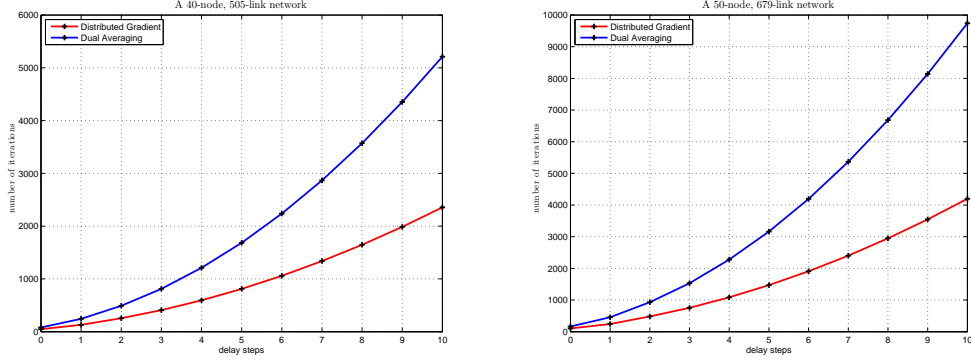 A 40-node, 505-link network
6000
5000
4000
3000
2000
1000
0
number of iterations
Distributed Gradient
Dual Averaging
0 1 2 3 4 5 6 7 8 9 10
delay steps
A 50-node, 679-link network
10000
9000
8000
7000
6000
5000
4000
3000
2000
1000
0
number of iterations
Distributed Gradient
Dual Averaging
0 1 2 3 4 5 6 7 8 9 10
delay steps